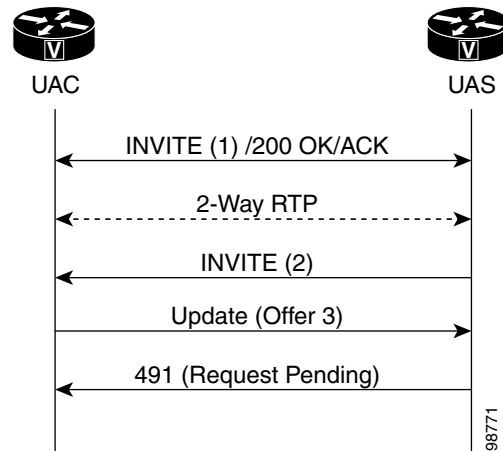 V
V
UAC
UAS
INVITE (1) /200 OK/ACK
2-Way RTP
INVITE (2)
Update (Offer 3)
491 (Request Pending)
98771